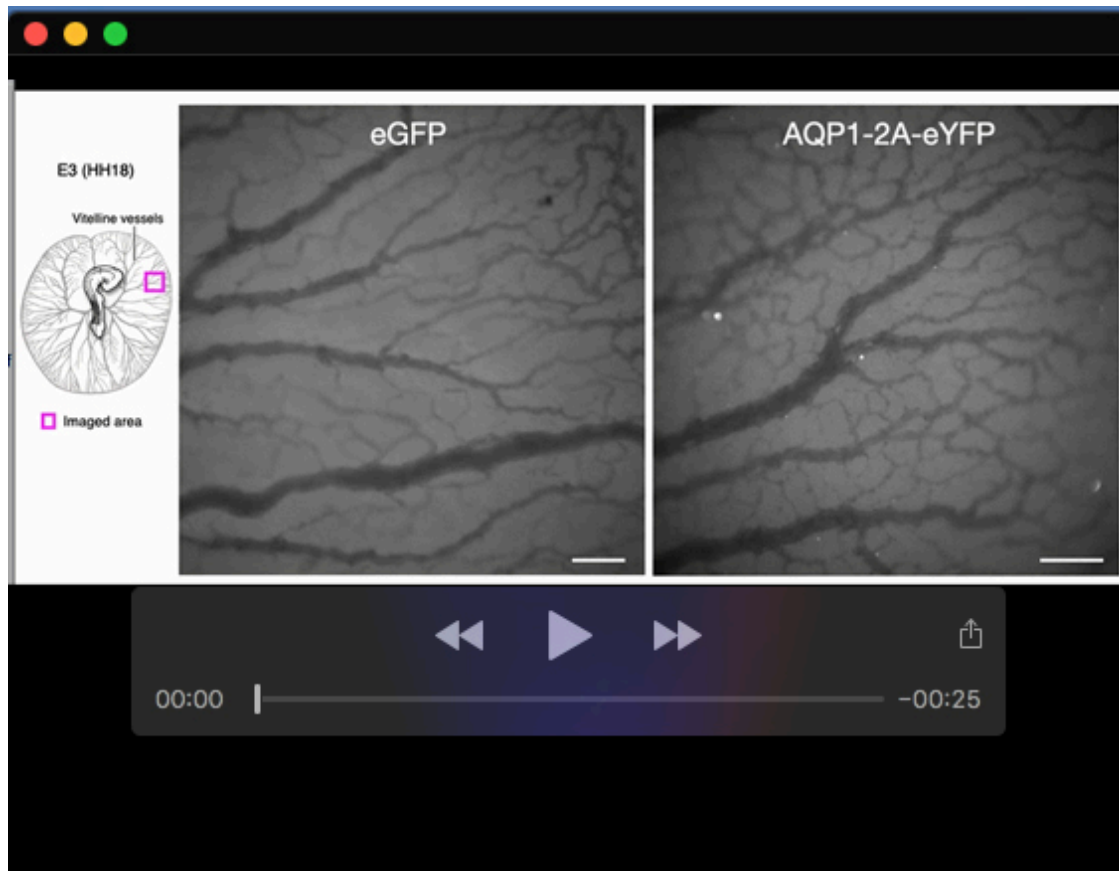 E3 (HH18)
Vitelline vessels
Imaged area
eGFP
AQP1-2A-eYFP
00:00
-00:25